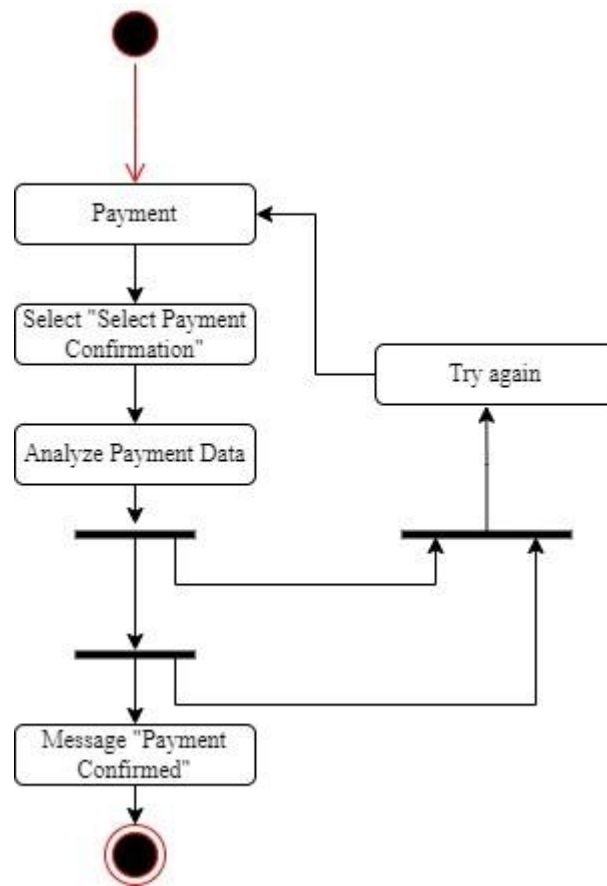 Payment
Select "Select Payment
Confirmation"
Try again
Analyze Payment Data
Message "Payment
Confirmed"